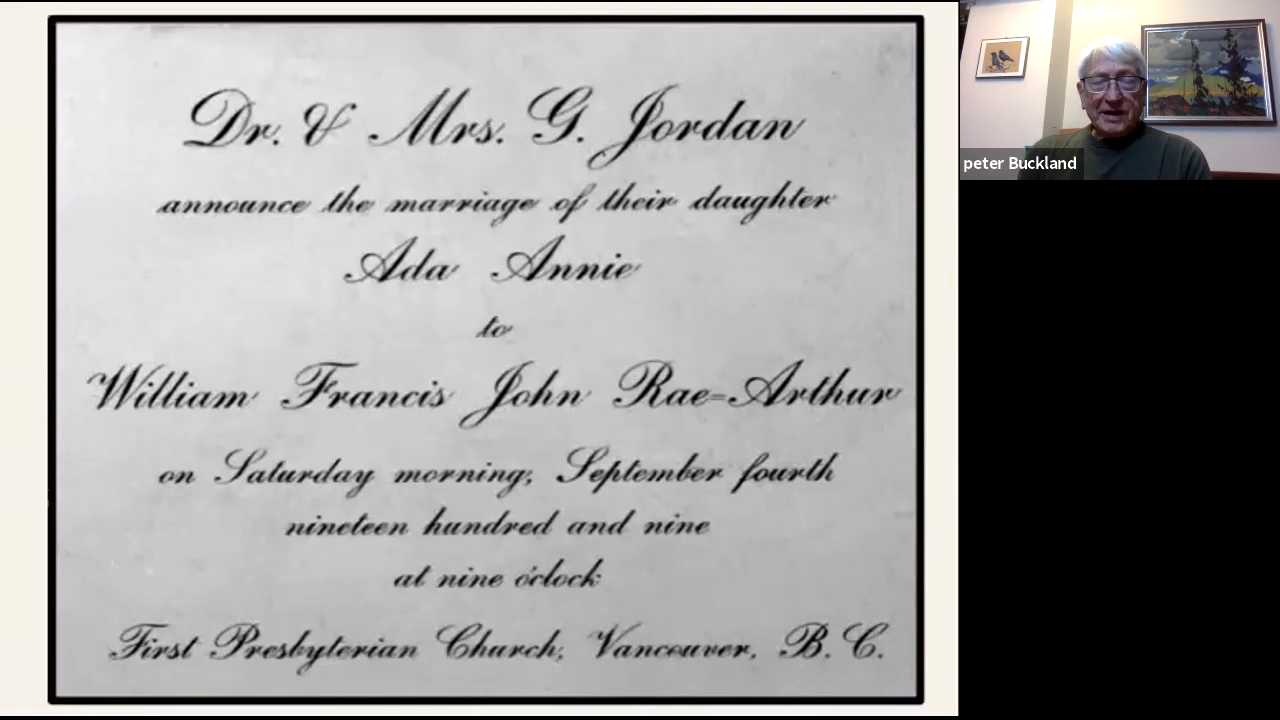 Dr. & Mrs. G. Jordan
announce the marriage of their daughter
Ada Annie
to
William Francis John Rae=Arthur
on Saturday morning, September fourth
nineteen hundred and nine
at nine o'clock
First Presbyterian Church, Vancouver, B. C.
peter Buckland